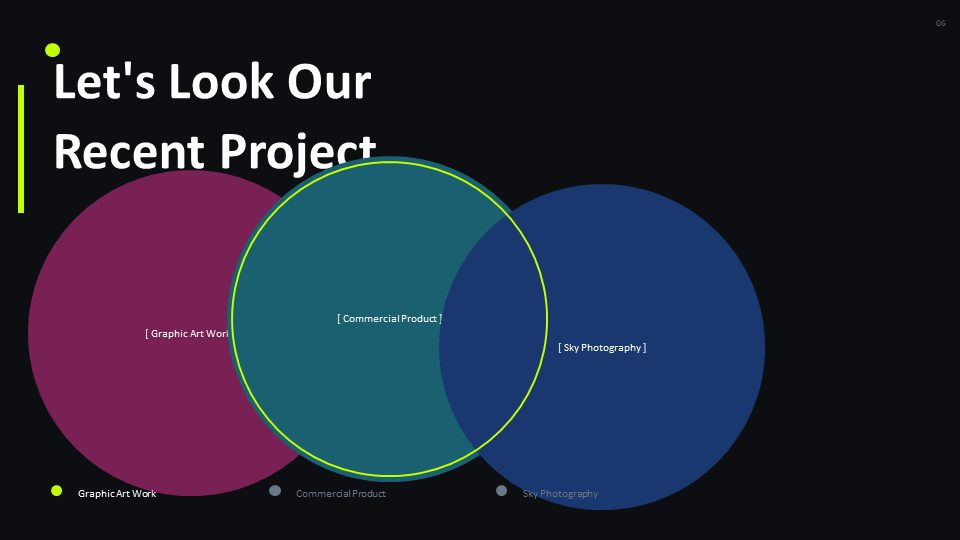 06
Let's Look Our
Recent Project
[ Graphic Art Wor
[ Commercial Product ]
[ Sky Photography ]
Graphic Art Work
Commercial Product
Sky Photography